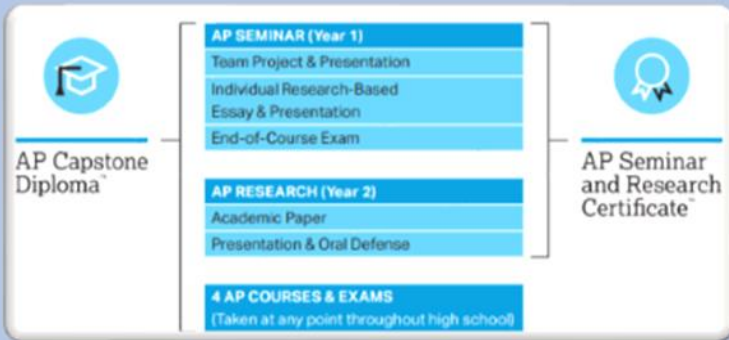 AP Capstone
Diploma™
AP SEMINAR (Year 1)
Team Project & Presentation
Individual Research-Based
Essay & Presentation
End-of-Course Exam
AP RESEARCH (Year 2)
Academic Paper
Presentation & Oral Defense
4 AP COURSES & EXAMS
(Taken at any point throughout high school)
AP Seminar
and Research
Certificate™